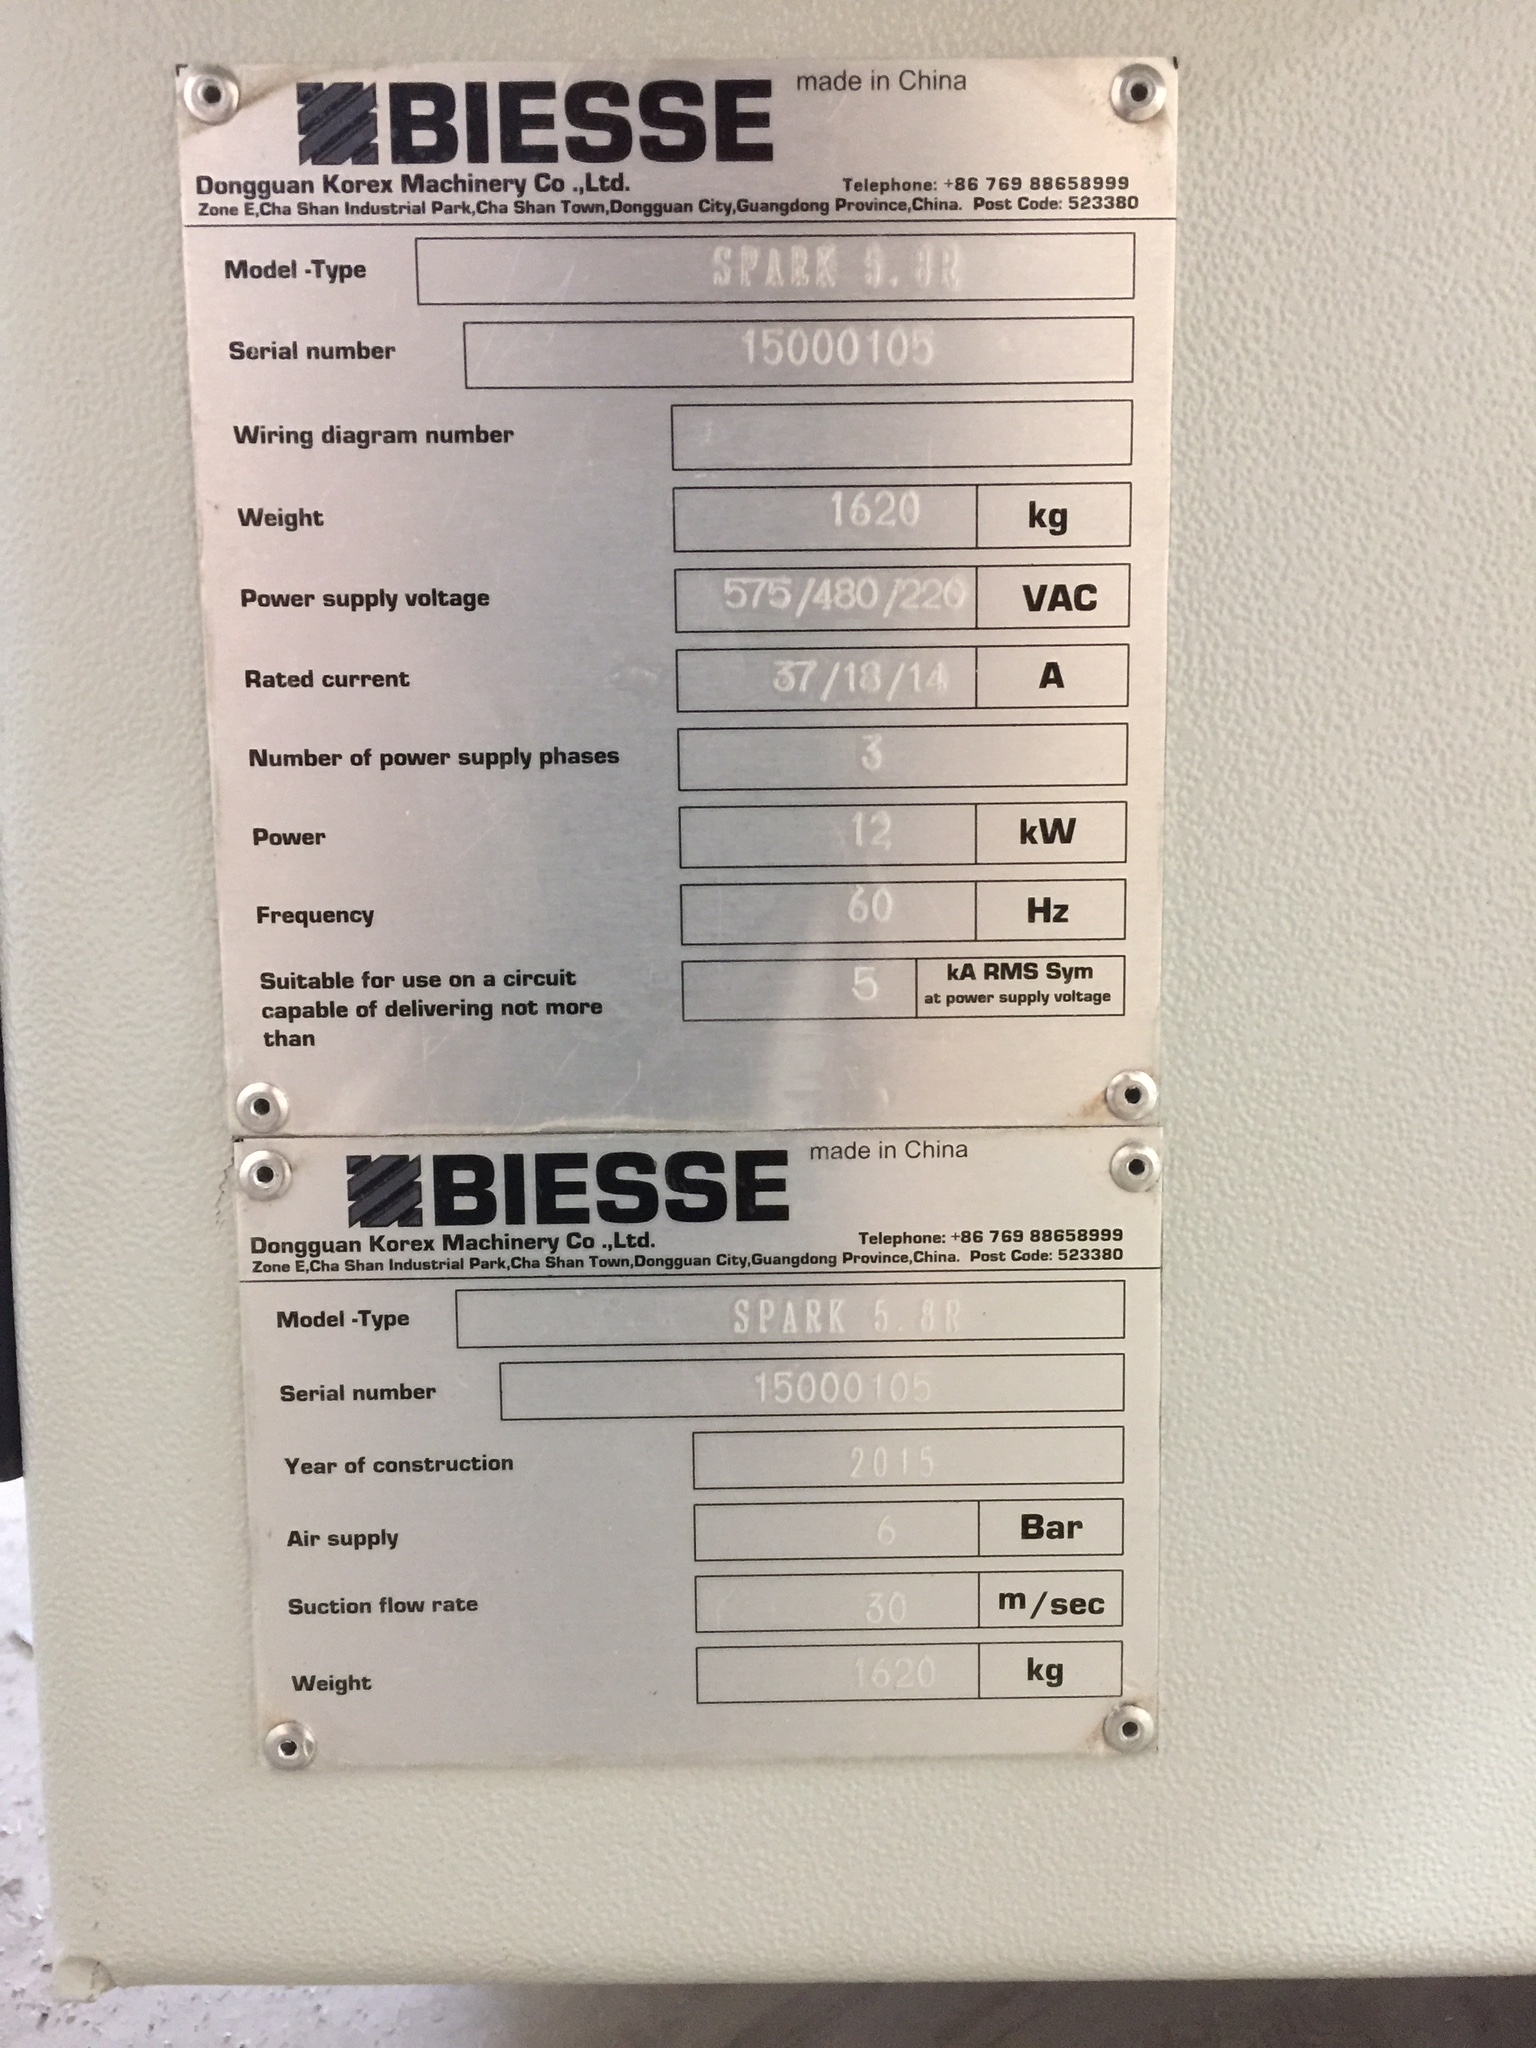 BIESSE made in China
Dongguan Korex Machinery Co .,Ltd. Telephone: +86 769 88658999
Zone E,Cha Shan Industrial Park,Cha Shan Town,Dongguan City,Guangdong Province,China. Post Code: 523380
Model -Type SPARK 5.8R
Serial number 15000105
Wiring diagram number
Weight 1620 kg
Power supply voltage 575/480/220 VAC
Rated current 37/18/14 A
Number of power supply phases 3
Power 12 kW
Frequency 60 Hz
Suitable for use on a circuit
capable of delivering not more
than
5 kA RMS Sym
at power supply voltage
BIESSE made in China
Dongguan Korex Machinery Co .,Ltd. Telephone: +86 769 88658999
Zone E,Cha Shan Industrial Park,Cha Shan Town,Dongguan City,Guangdong Province,China. Post Code: 523380
Model -Type SPARK 5.8R
Serial number 15000105
Year of construction 2015
Air supply 6 Bar
Suction flow rate 30 m/sec
Weight 1620 kg